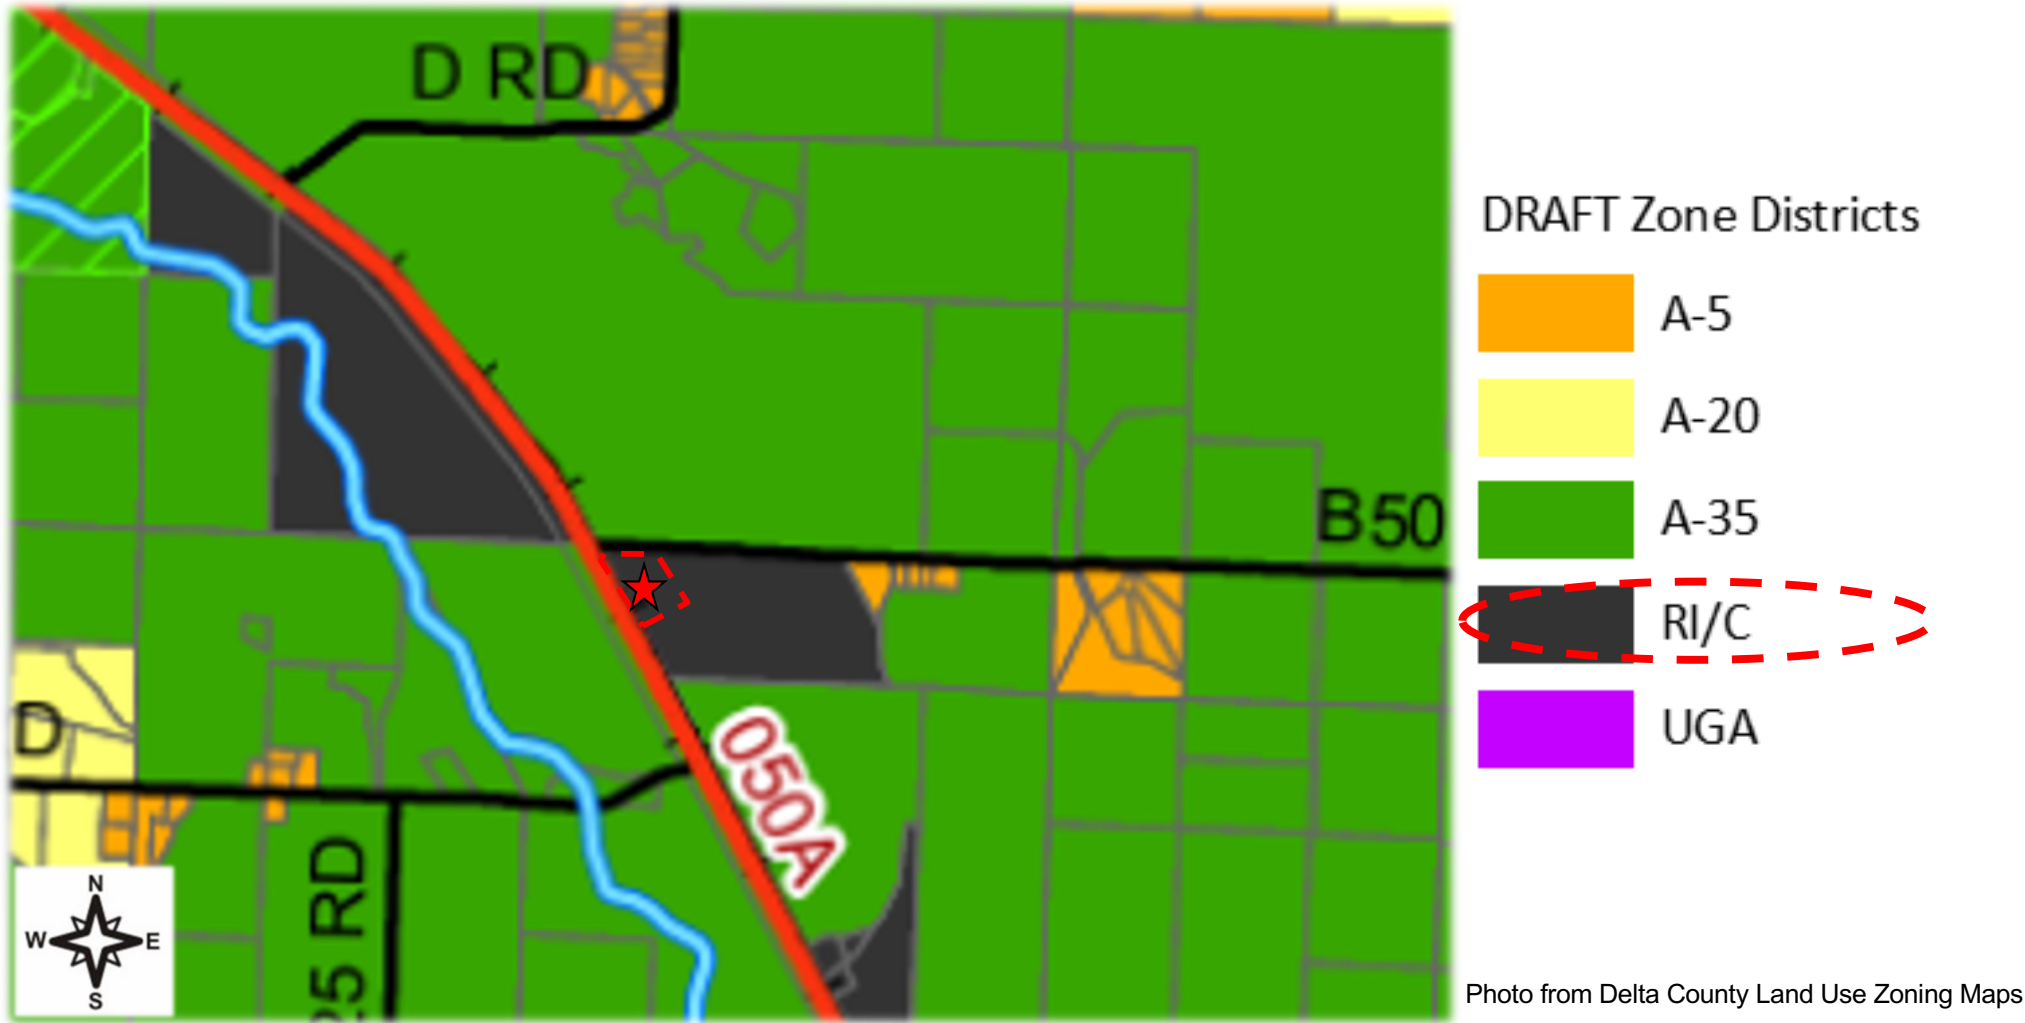 D RD
DRAFT Zone Districts
A-5
A-20
A-35
B50
RI/C
UGA
D
050A
25 RD
N
W E
S
Photo from Delta County Land Use Zoning Maps